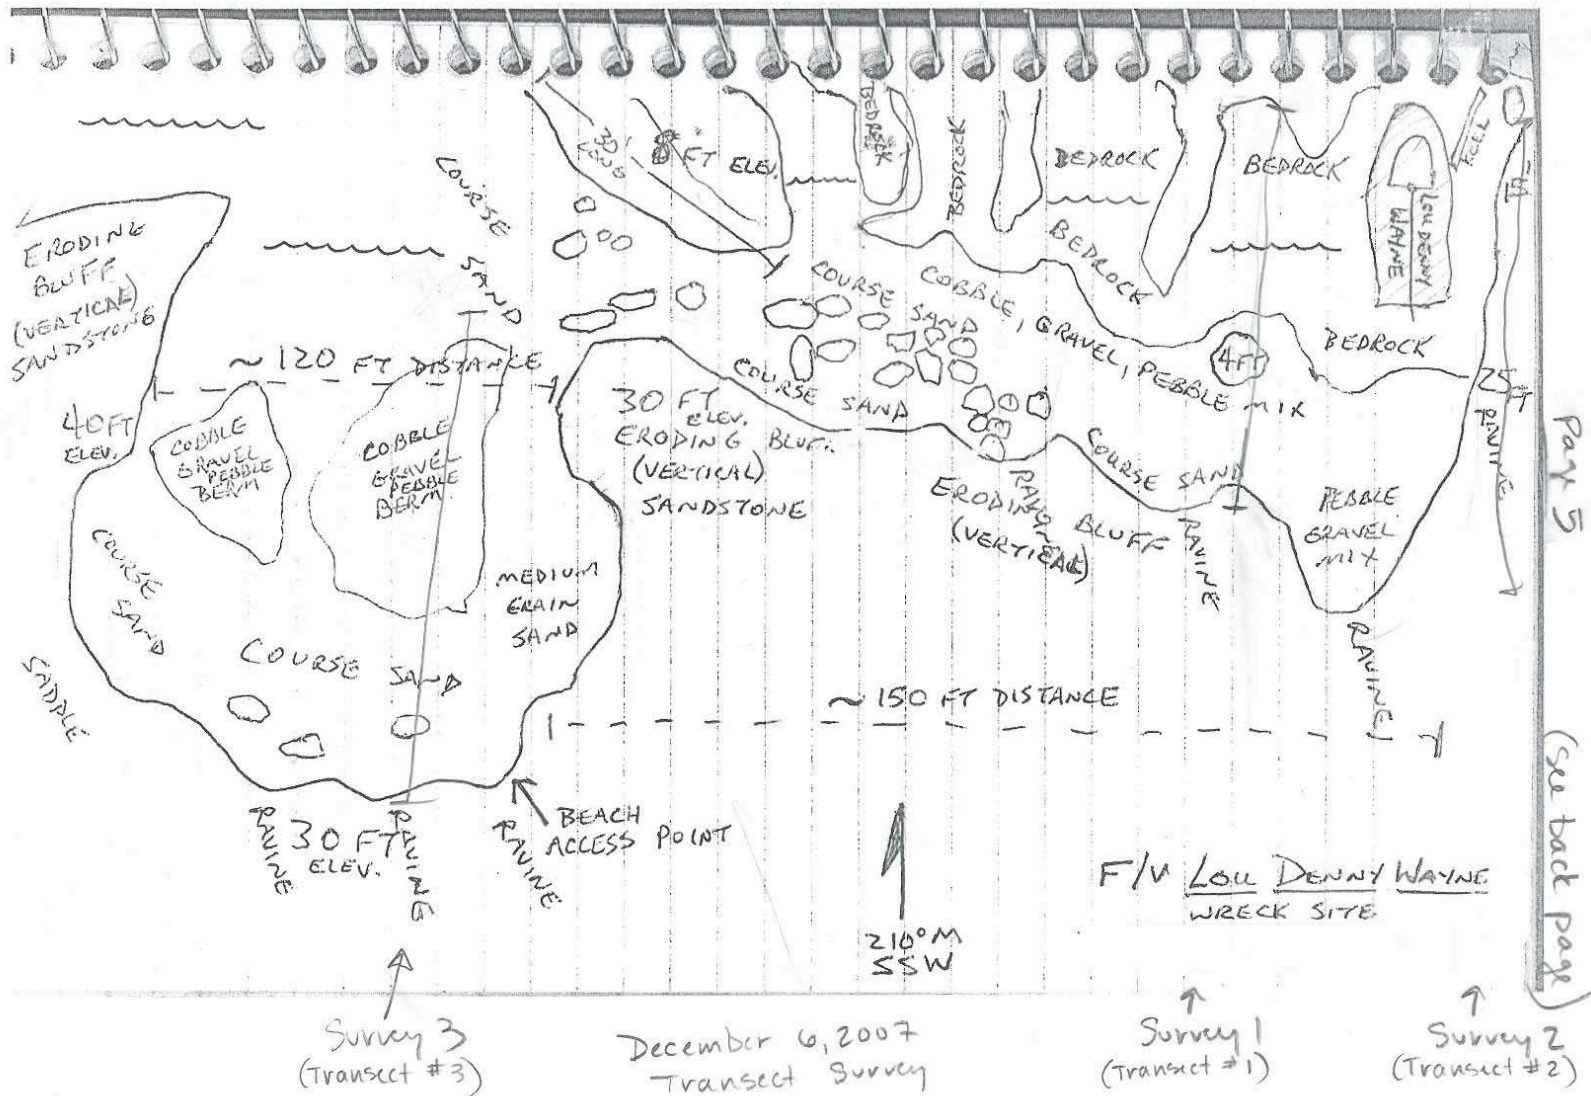 BEDROCK
30'
LONG
8 FT ELEV.
BEDROCK
BEDROCK
BEDROCK
REEL
LOU DENNY
WAYNE
COURSE
SAND
ERODING
BLUFF
(VERTICAL)
SANDSTONE
BEDROCK
COURSE
SAND
COBBLE, GRAVEL, PEBBLE MIX
4FT
BEDROCK
~ 120 FT DISTANCE
COURSE
SAND
25 FT
RAVINE
40FT
ELEV.
COBBLE
GRAVEL
PEBBLE
BERM
COBBLE
GRAVEL
PEBBLE
BERM
30 FT
ELEV.
ERODING BLUFF.
(VERTICAL)
SANDSTONE
COURSE SAND
RAVINE
ERODING BLUFF
(VERTICAL)
RAVINE
PEBBLE
GRAVEL
MIX
RAVINE
COURSE
SAND
MEDIUM
GRAIN
SAND
COURSE SAND
SADDLE
~ 150 FT DISTANCE
RAVINE
30 FT
ELEV.
RAVINE
RAVINE
BEACH
ACCESS POINT
210° M
SSW
F/V LOU DENNY WAYNE
WRECK SITE
Page 5
(see back page)
Survey 3
(Transect #3)
December 6, 2007
Transect Survey
Survey 1
(Transect #1)
Survey 2
(Transect #2)